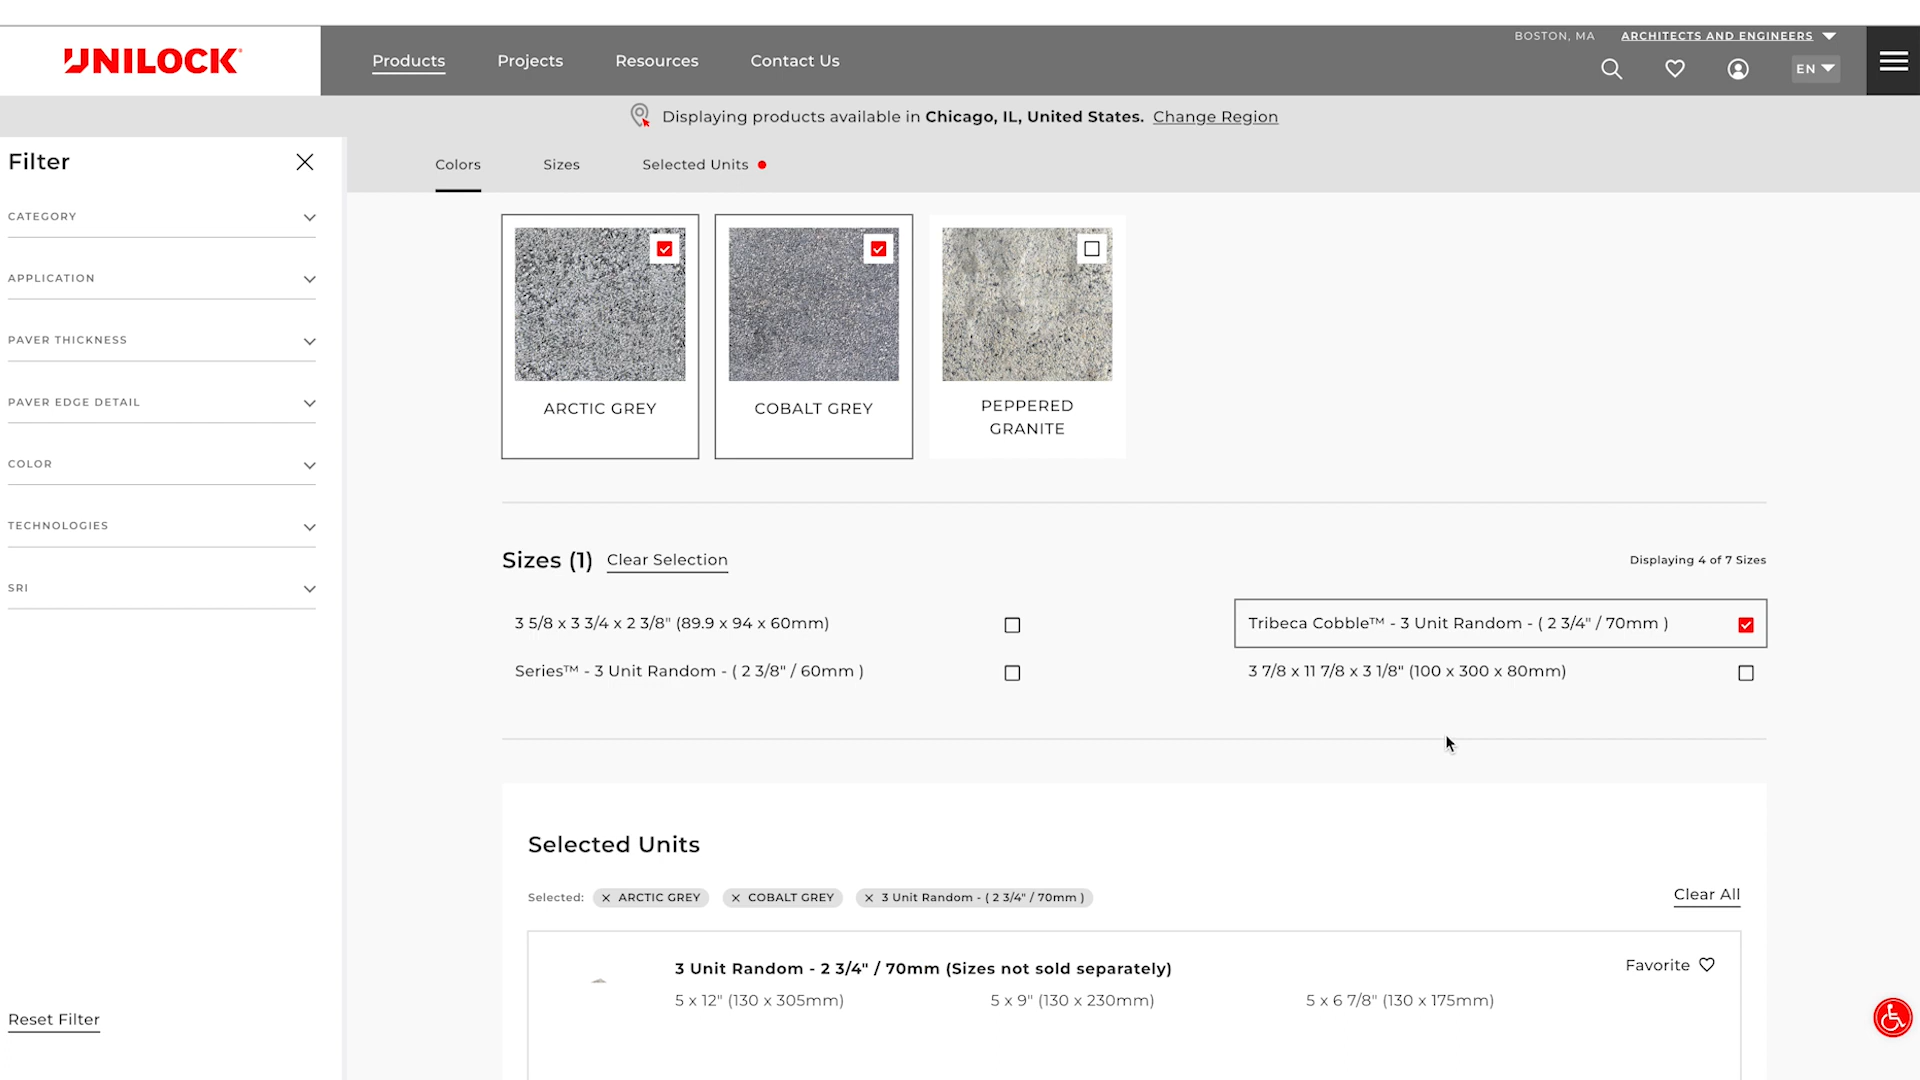 UNILOCK
Products
Projects
Resources
Contact Us
BOSTON, MA
ARCHITECTS AND ENGINEERS
EN
Displaying products available in Chicago, IL, United States. Change Region
Filter
CATEGORY
APPLICATION
PAVER THICKNESS
PAVER EDGE DETAIL
COLOR
TECHNOLOGIES
SRI
Reset Filter
Colors
Sizes
Selected Units
ARCTIC GREY
COBALT GREY
PEPPERED
GRANITE
Sizes (1) Clear Selection
Displaying 4 of 7 Sizes
3 5/8 x 3 3/4 x 2 3/8" (89.9 x 94 x 60mm)
Tribeca Cobble™ - 3 Unit Random - ( 2 3/4" / 70mm )
Series™ - 3 Unit Random - ( 2 3/8" / 60mm )
3 7/8 x 11 7/8 x 3 1/8" (100 x 300 x 80mm)
Selected Units
Selected:
ARCTIC GREY
COBALT GREY
3 Unit Random - ( 2 3/4" / 70mm )
Clear All
3 Unit Random - 2 3/4" / 70mm (Sizes not sold separately)
Favorite
5 x 12" (130 x 305mm)
5 x 9" (130 x 230mm)
5 x 6 7/8" (130 x 175mm)